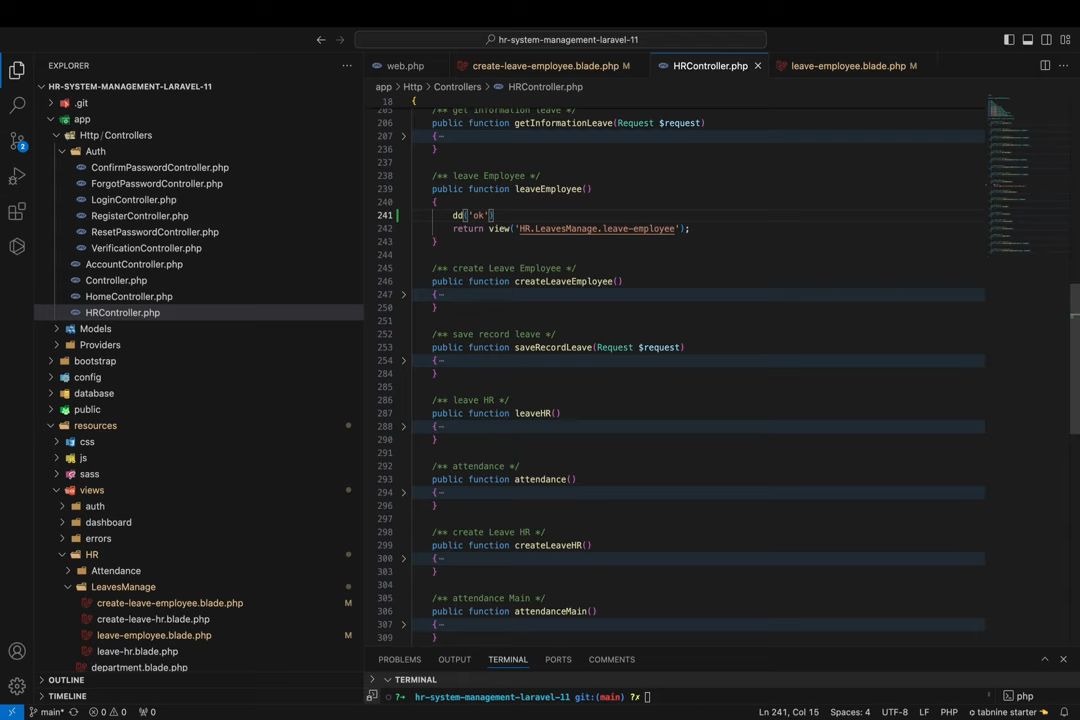 hr-system-management-laravel-11
EXPLORER
web.php
create-leave-employee.blade.php M
HRController.php
leave-employee.blade.php M
HR-SYSTEM-MANAGEMENT-LARAVEL-11
.git
app
Http/Controllers
Auth
ConfirmPasswordController.php
ForgotPasswordController.php
LoginController.php
RegisterController.php
ResetPasswordController.php
VerificationController.php
AccountController.php
Controller.php
HomeController.php
HRController.php
Models
Providers
bootstrap
config
database
public
resources
css
js
sass
views
auth
dashboard
errors
HR
Attendance
LeavesManage
create-leave-employee.blade.php M
create-leave-hr.blade.php
leave-employee.blade.php M
leave-hr.blade.php
department.blade.php
OUTLINE
TIMELINE
2
app > Http > Controllers > HRController.php
18 {
205 /** get information leave */
206 public function getInformationLeave(Request $request)
207 {
236 }
237
238 /** leave Employee */
239 public function leaveEmployee()
240 {
241 dd('ok')
242 return view('HR.LeavesManage.leave-employee');
243 }
244
245 /** create Leave Employee */
246 public function createLeaveEmployee()
247 {
250 }
251
252 /** save record leave */
253 public function saveRecordLeave(Request $request)
254 {
284 }
285
286 /** leave HR */
287 public function leaveHR()
288 {
290 }
291
292 /** attendance */
293 public function attendance()
294 {
296 }
297
298 /** create Leave HR */
299 public function createLeaveHR()
300 {
303 }
304
305 /** attendance Main */
306 public function attendanceMain()
307 {
309 }
PROBLEMS OUTPUT TERMINAL PORTS COMMENTS
TERMINAL
?→ hr-system-management-laravel-11 git:(main) ?✗
php
main* 0 0 0
Ln 241, Col 15 Spaces: 4 UTF-8 LF PHP tabnine starter